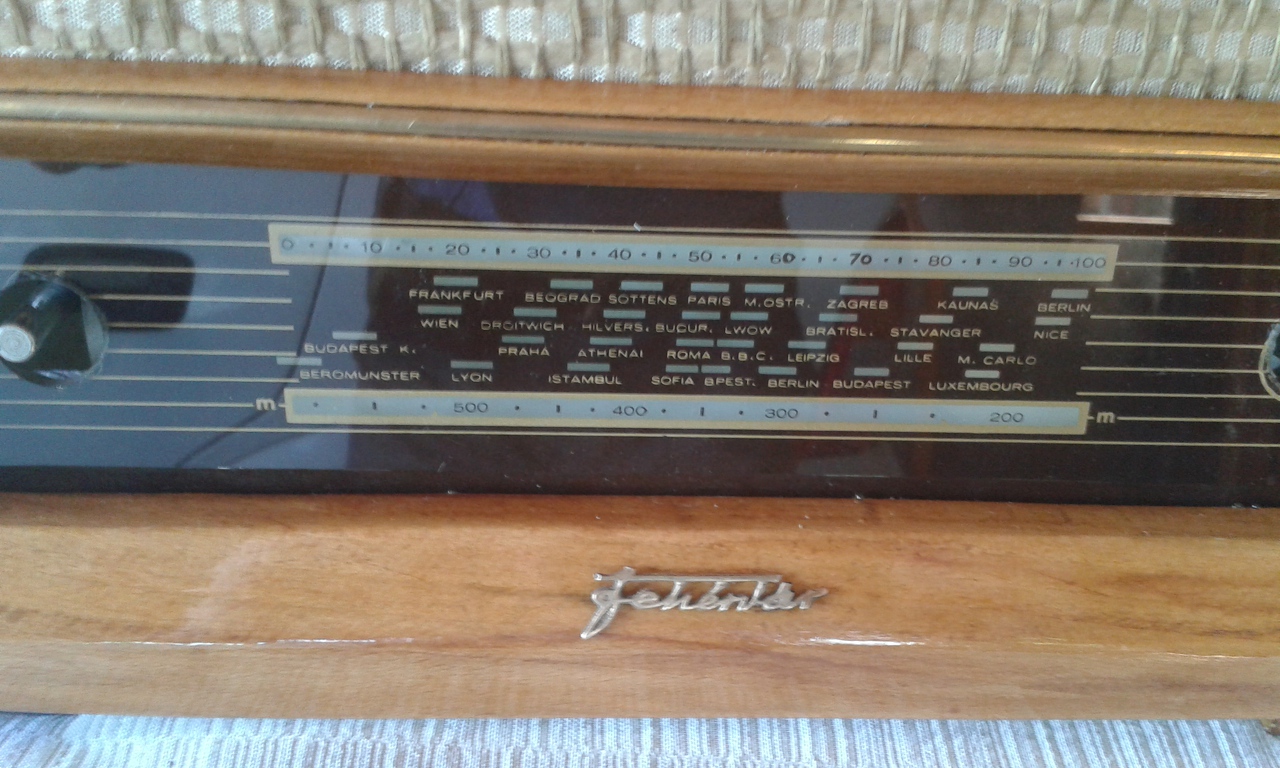 0 10 20 30 40 50 60 70 80 90 100
FRANKFURT BEOGRAD SOTTENS PARIS M.OSTR. ZAGREB KAUNAS BERLIN
WIEN DROITWICH HILVERS. BUCUR. LWOW BRATISL. STAVANGER NICE
BUDAPEST K. PRAHA ATHENAI ROMA B.B.C. LEIPZIG LILLE M. CARLO
BEROMUNSTER LYON ISTAMBUL SOFIA BPEST. BERLIN BUDAPEST LUXEMBOURG
m 500 400 300 200 m
Fehérvár